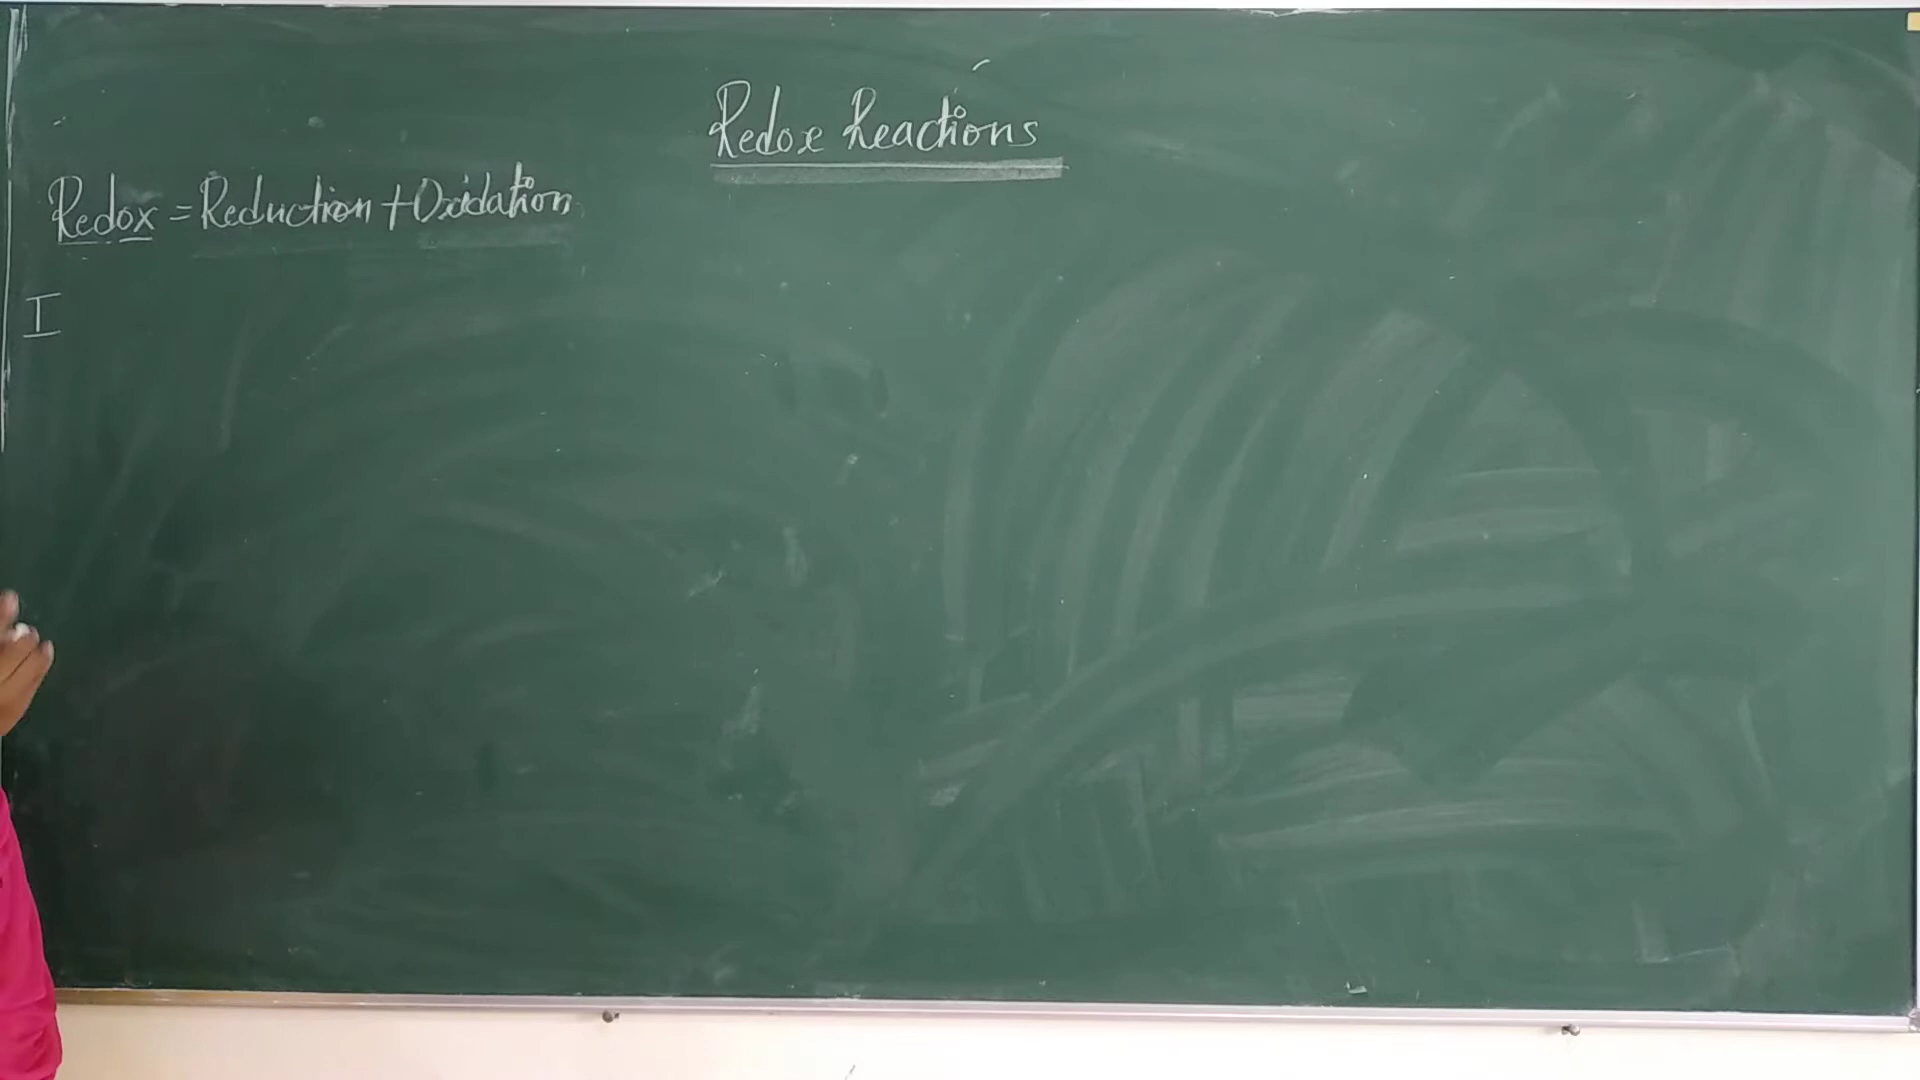 Redox Reactions
Redox = Reduction + Oxidation
I